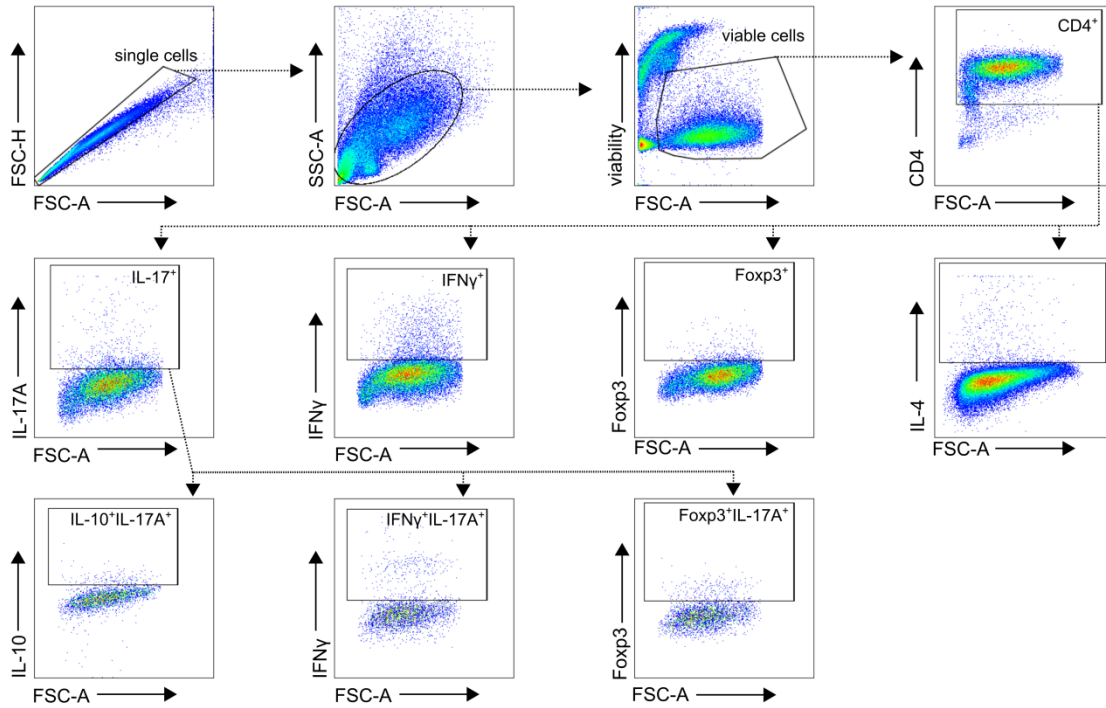 single cells
FSC-H
FSC-A
SSC-A
FSC-A
viable cells
viability
FSC-A
CD4⁺
CD4
FSC-A
IL-17⁺
IL-17A
FSC-A
IFNγ⁺
IFNγ
FSC-A
Foxp3⁺
Foxp3
FSC-A
IL-4
FSC-A
IL-10⁺IL-17A⁺
IL-10
FSC-A
IFNγ⁺IL-17A⁺
IFNγ
FSC-A
Foxp3⁺IL-17A⁺
Foxp3
FSC-A